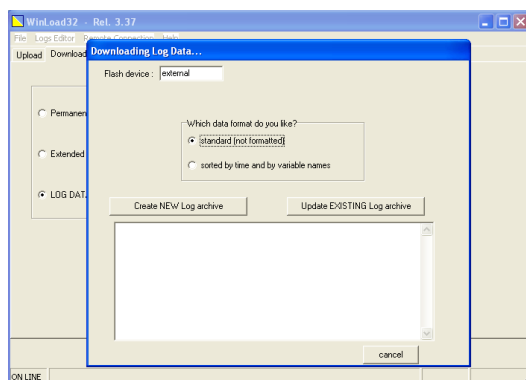 WinLoad32 - Rel. 3.37
File Logs Editor Remote Connection Help
Upload Download
Downloading Log Data...
Flash device : external
Permanen
Which data format do you like?
standard (not formatted)
Extended
sorted by time and by variable names
LOG DAT
Create NEW Log archive Update EXISTING Log archive
cancel
ON LINE